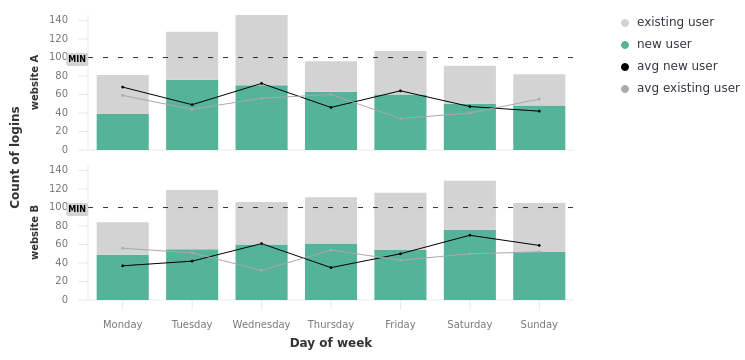 Count of logins
website A
140
120
100
80
60
40
20
0
MIN
website B
140
120
100
80
60
40
20
0
MIN
Monday Tuesday Wednesday Thursday Friday Saturday Sunday
Day of week
existing user
new user
avg new user
avg existing user